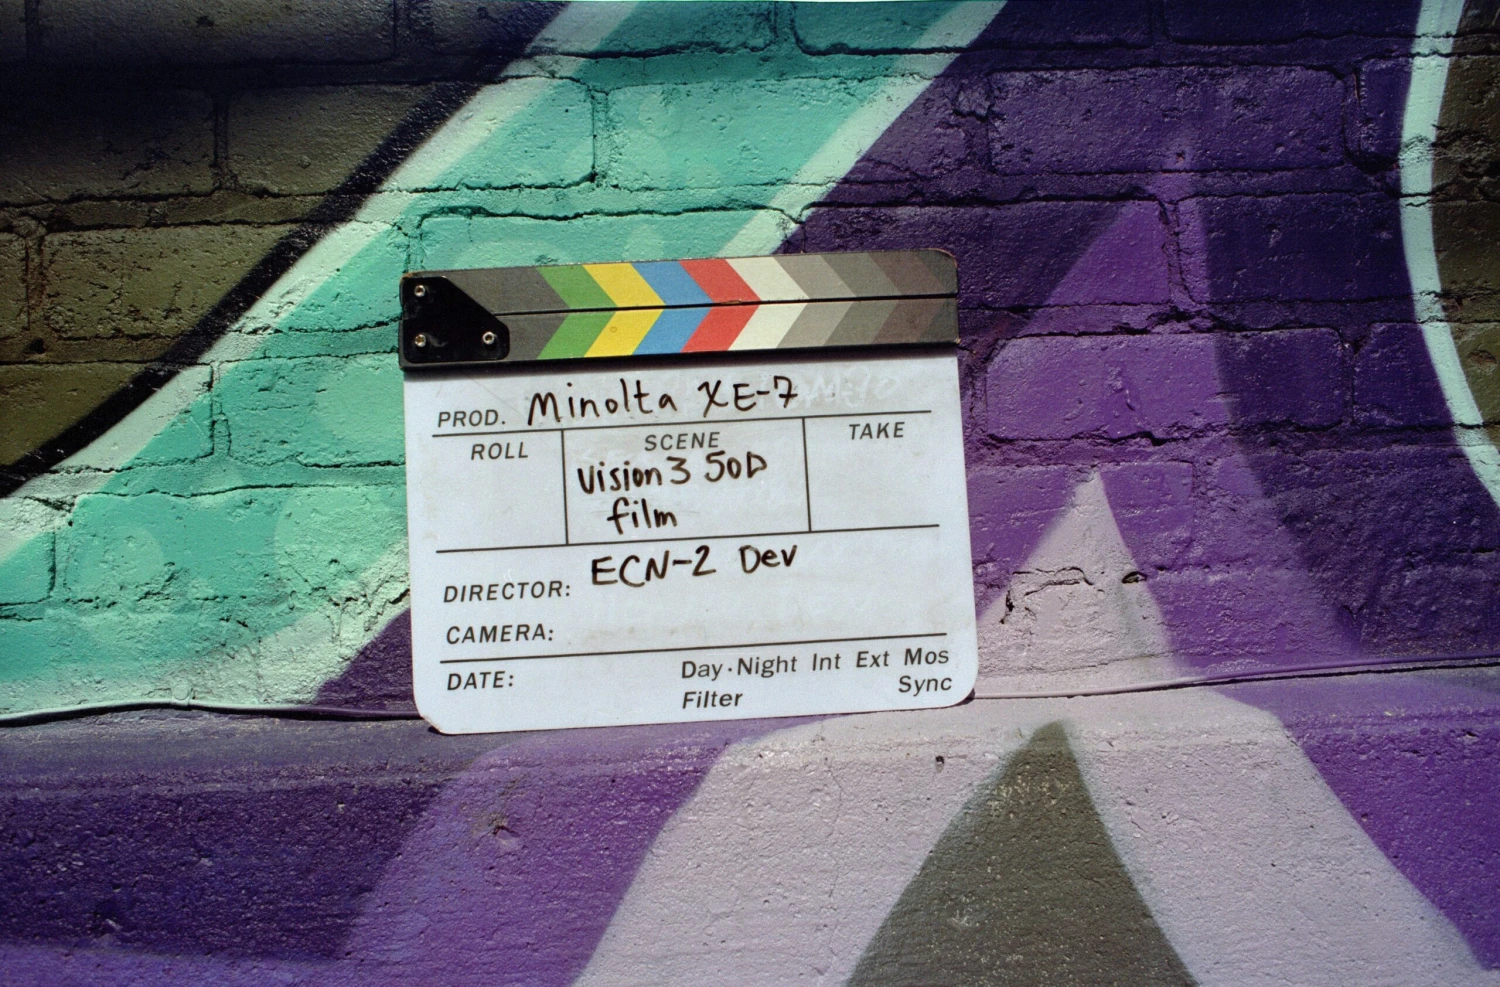 PROD. Minolta XE-7
ROLL SCENE TAKE
Vision3 50D
film
DIRECTOR: ECN-2 Dev
CAMERA:
DATE: Day·Night Int Ext Mos
Filter Sync